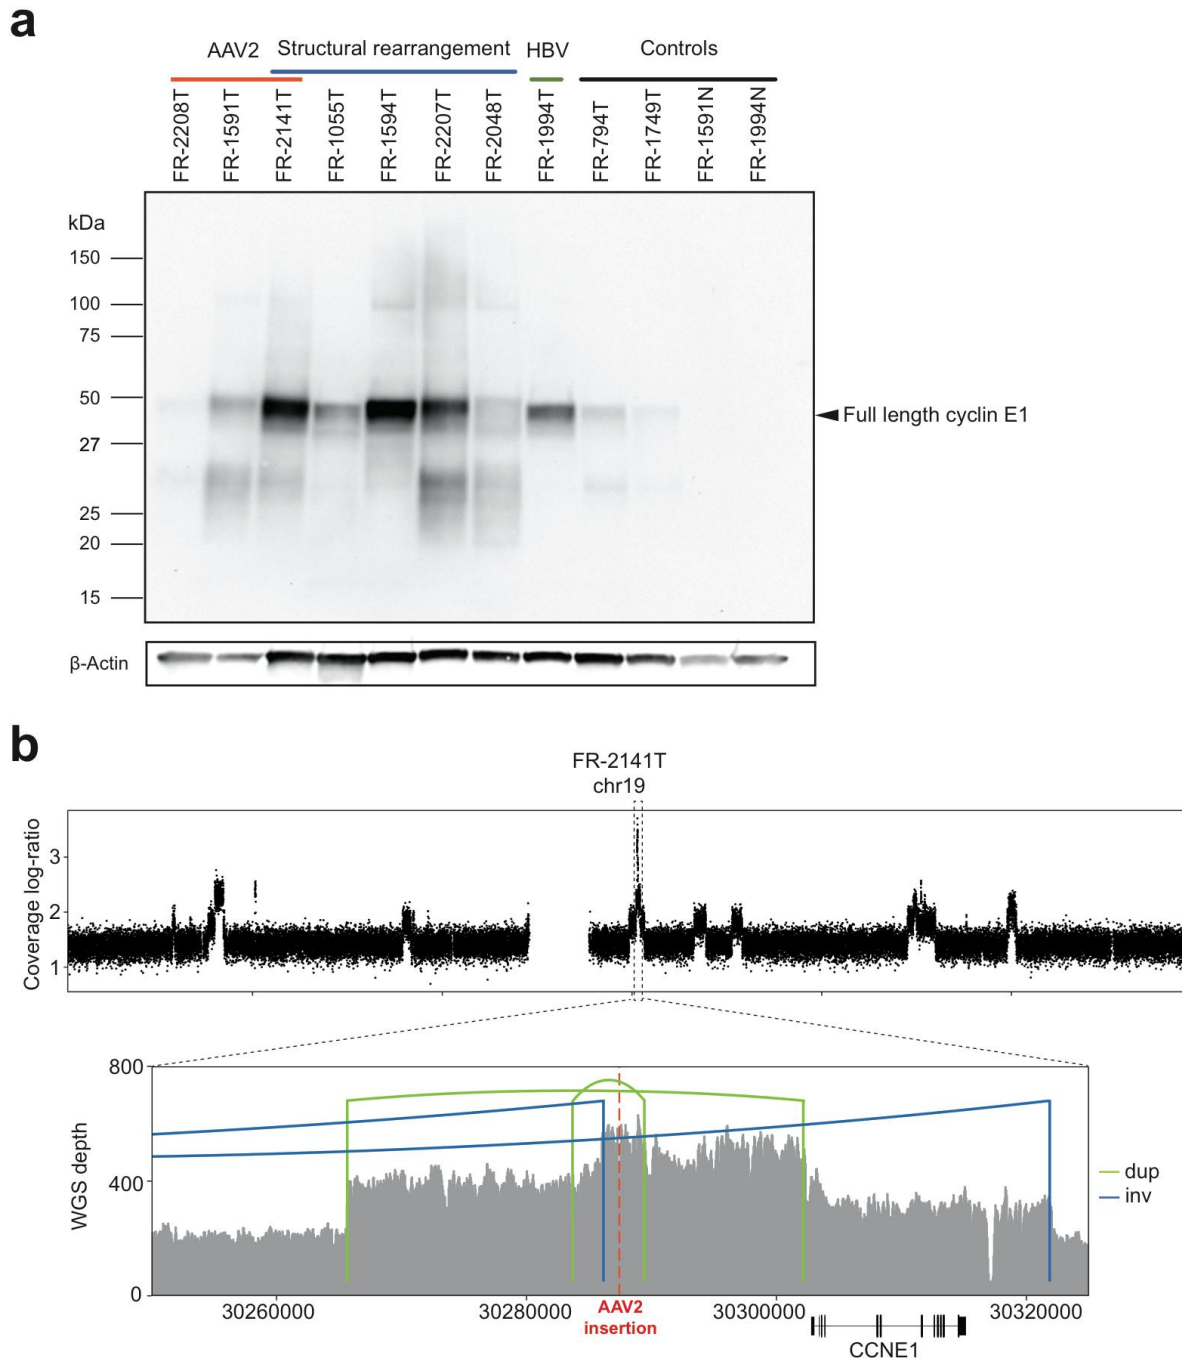 a
AAV2 Structural rearrangement HBV Controls
FR-2208T FR-1591T FR-2141T FR-1055T FR-1594T FR-2207T FR-2048T FR-1994T FR-794T FR-1749T FR-1591N FR-1994N
kDa
150
100
75
50
Full length cyclin E1
27
25
20
15
β-Actin
b
FR-2141T
chr19
Coverage log-ratio
3
2
1
WGS depth
800
400
0
dup
inv
30260000 30280000 30300000 30320000
AAV2
insertion
CCNE1